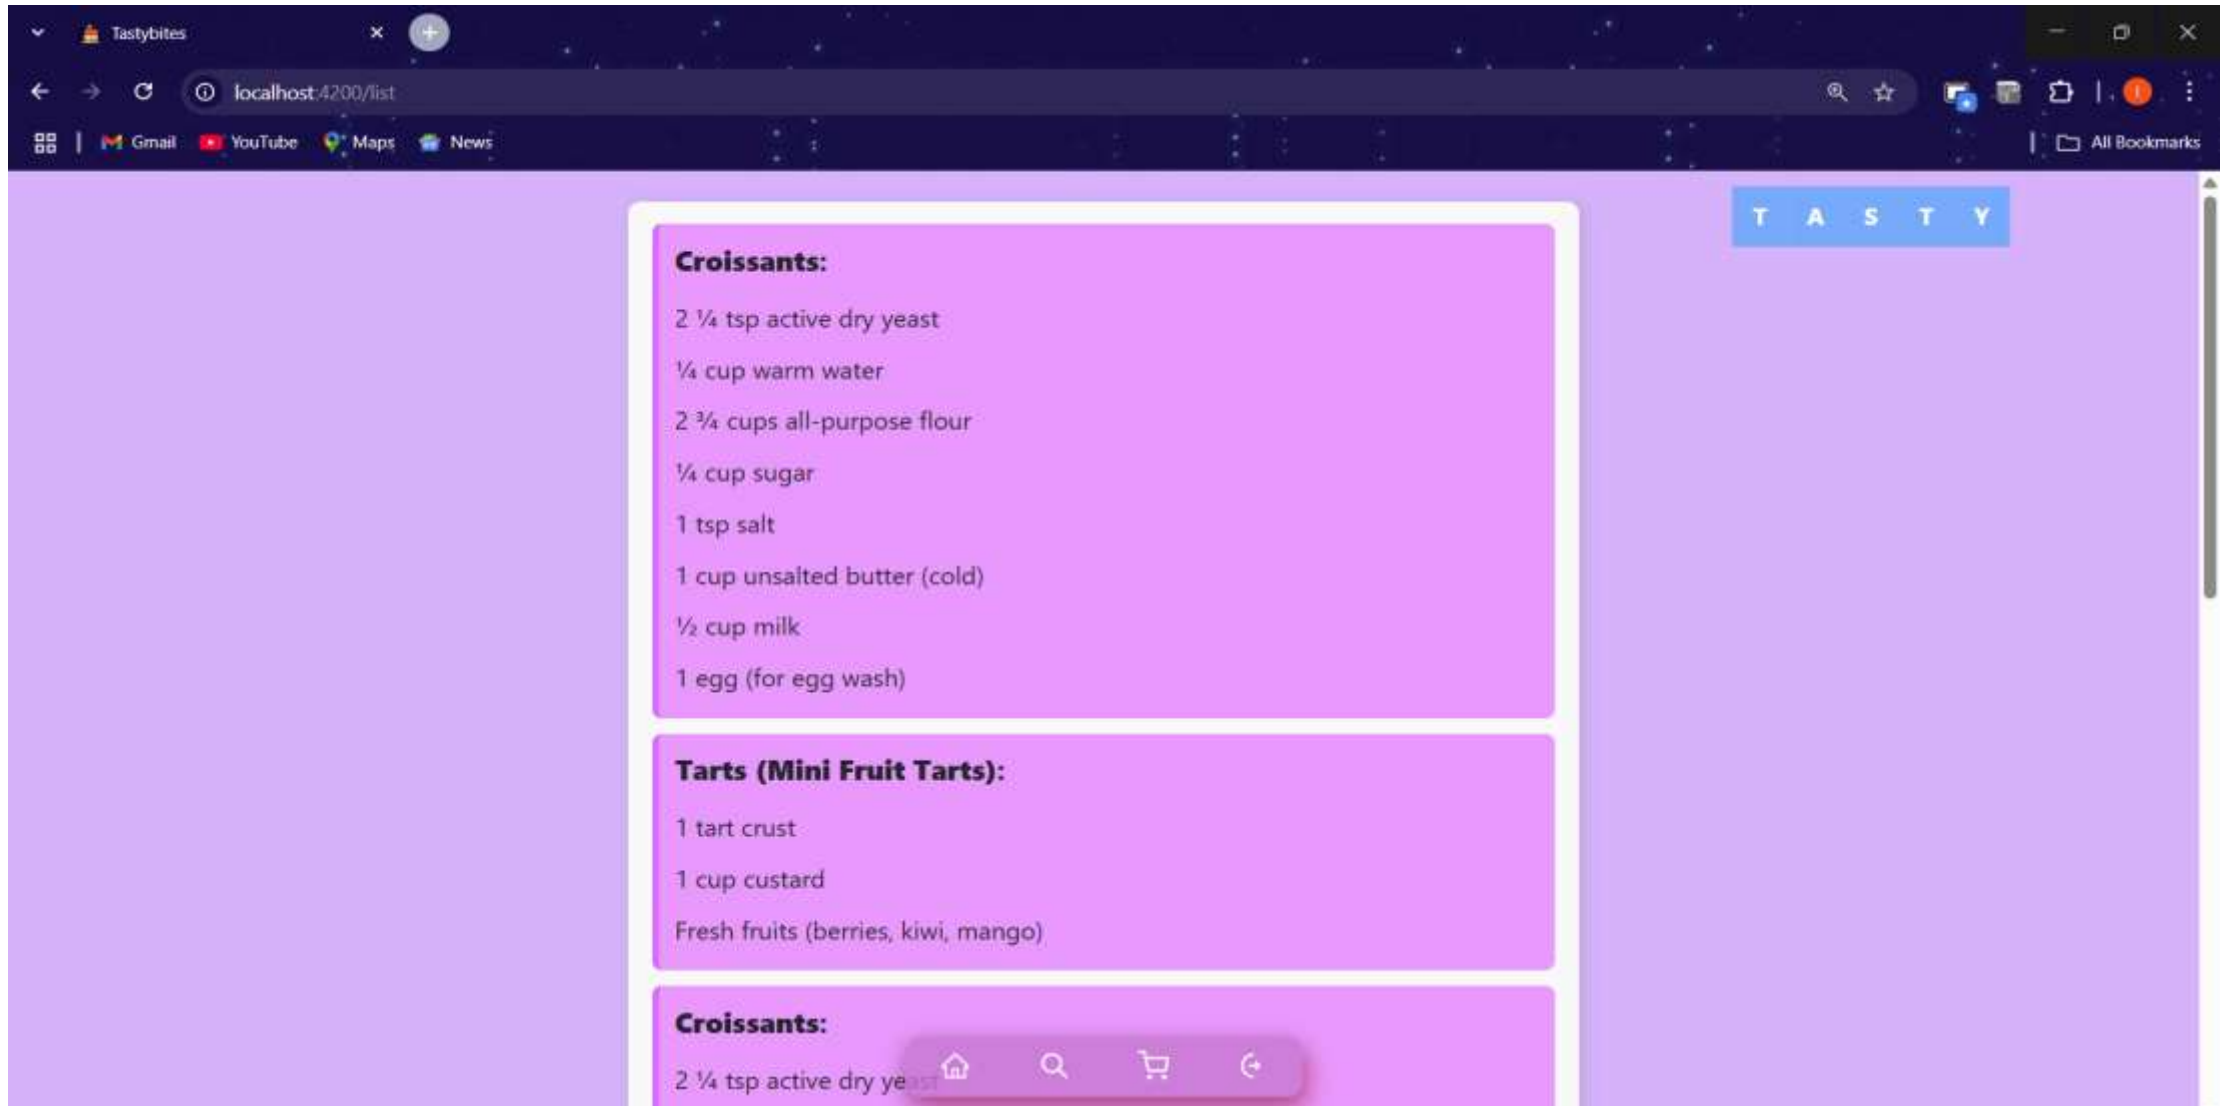 Tastybites
localhost:4200/list
Gmail YouTube Maps News All Bookmarks
T A S T Y
Croissants:
2 ¼ tsp active dry yeast
¼ cup warm water
2 ¾ cups all-purpose flour
¼ cup sugar
1 tsp salt
1 cup unsalted butter (cold)
½ cup milk
1 egg (for egg wash)
Tarts (Mini Fruit Tarts):
1 tart crust
1 cup custard
Fresh fruits (berries, kiwi, mango)
Croissants:
2 ¼ tsp active dry yeast